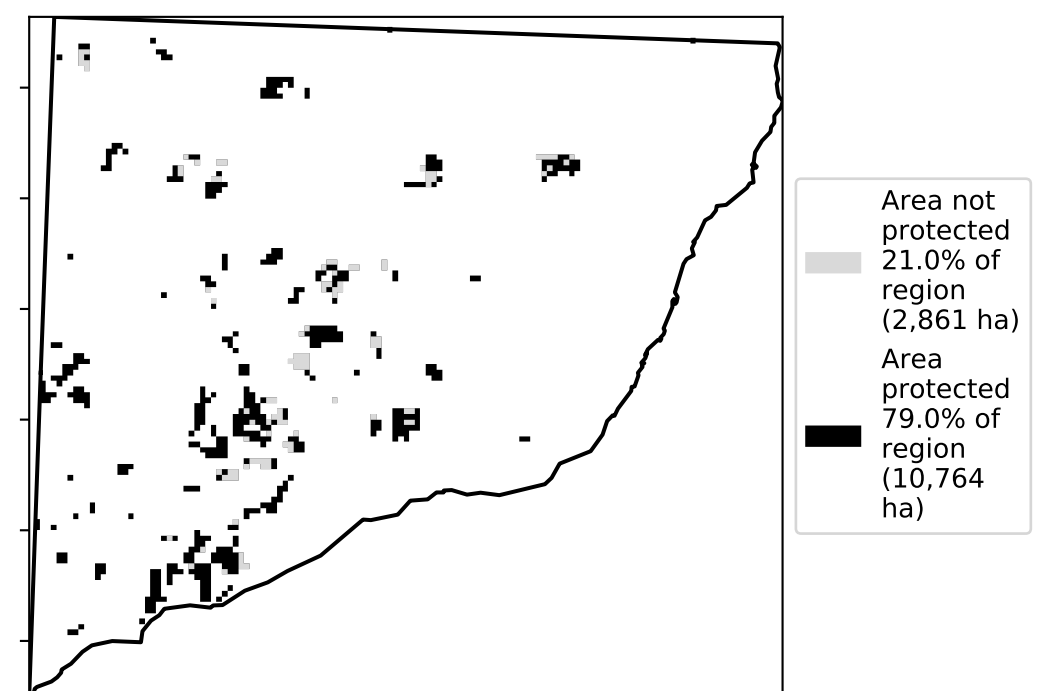 Area not
protected
21.0% of
region
(2,861 ha)
Area
protected
79.0% of
region
(10,764
ha)